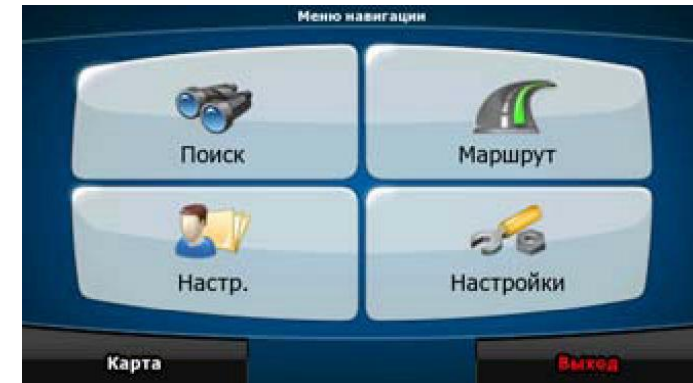 Меню навигации
Поиск
Маршрут
Настр.
Настройки
Карта
Выход